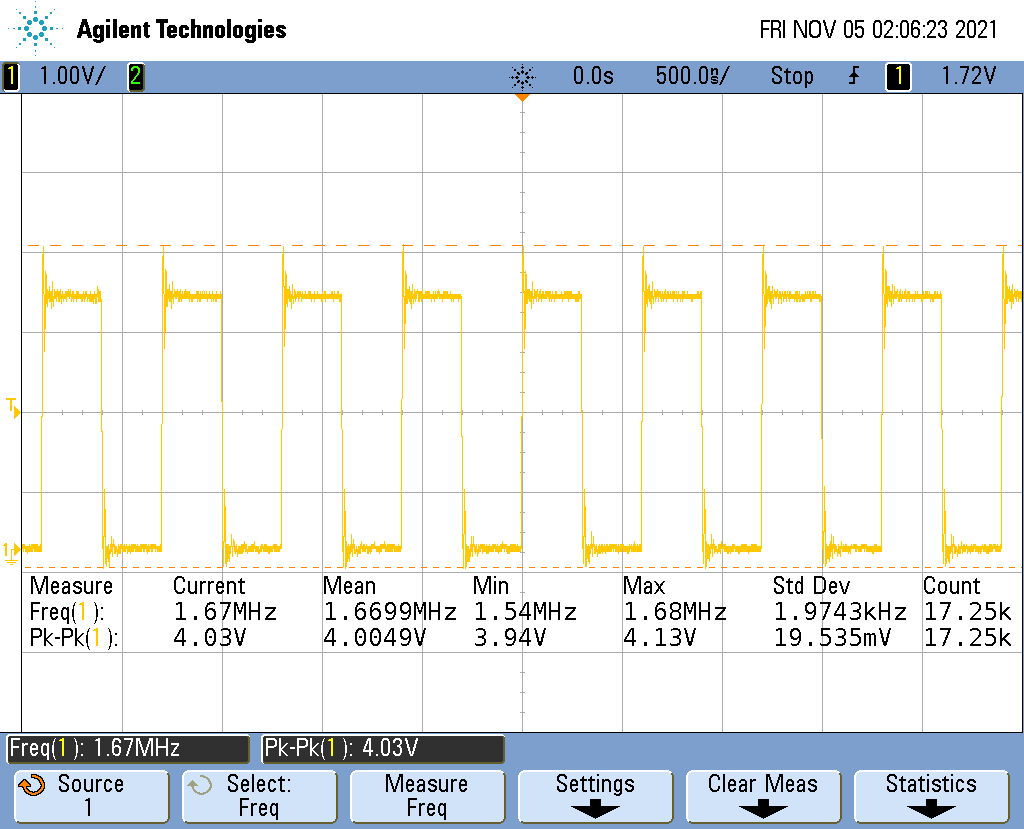 Agilent Technologies FRI NOV 05 02:06:23 2021
1 1.00V/ 2 0.0s 500.0ns/ Stop 1 1.72V
T
1
Measure Current Mean Min Max Std Dev Count
Freq(1): 1.67MHz 1.6699MHz 1.54MHz 1.68MHz 1.9743kHz 17.25k
Pk-Pk(1): 4.03V 4.0049V 3.94V 4.13V 19.535mV 17.25k
Freq(1): 1.67MHz Pk-Pk(1): 4.03V
Source Select: Measure Settings Clear Meas Statistics
1 Freq Freq